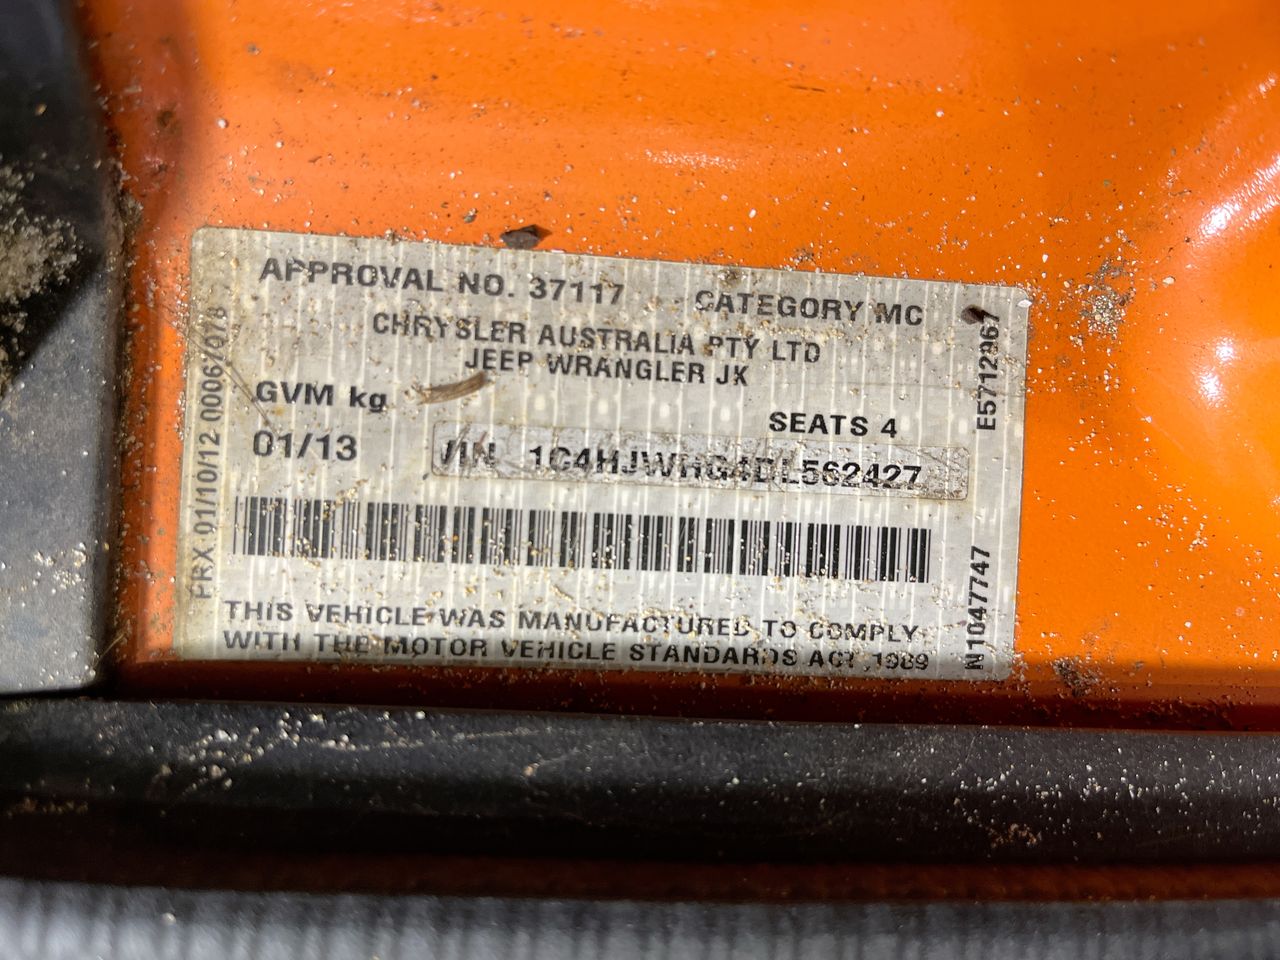 APPROVAL NO. 37117 CATEGORY MC
CHRYSLER AUSTRALIA PTY LTD
JEEP WRANGLER JK
GVM kg
SEATS 4
01/13
VIN 1C4HJWHG4DL562427
THIS VEHICLE WAS MANUFACTURED TO COMPLY
WITH THE MOTOR VEHICLE STANDARDS ACT 1989
PRX 01/10/12 0006/078
E5712967
N1047747